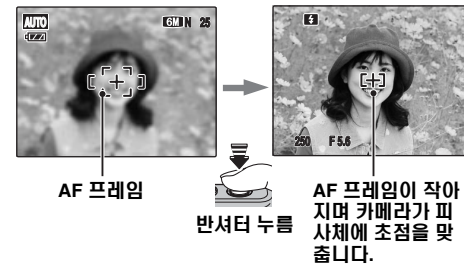 AUTO
6M N 25
250 F5.6
AF 프레임
반셔터 누름
AF 프레임이 작아
지며 카메라가 피
사체에 초점을 맞
춥니다.